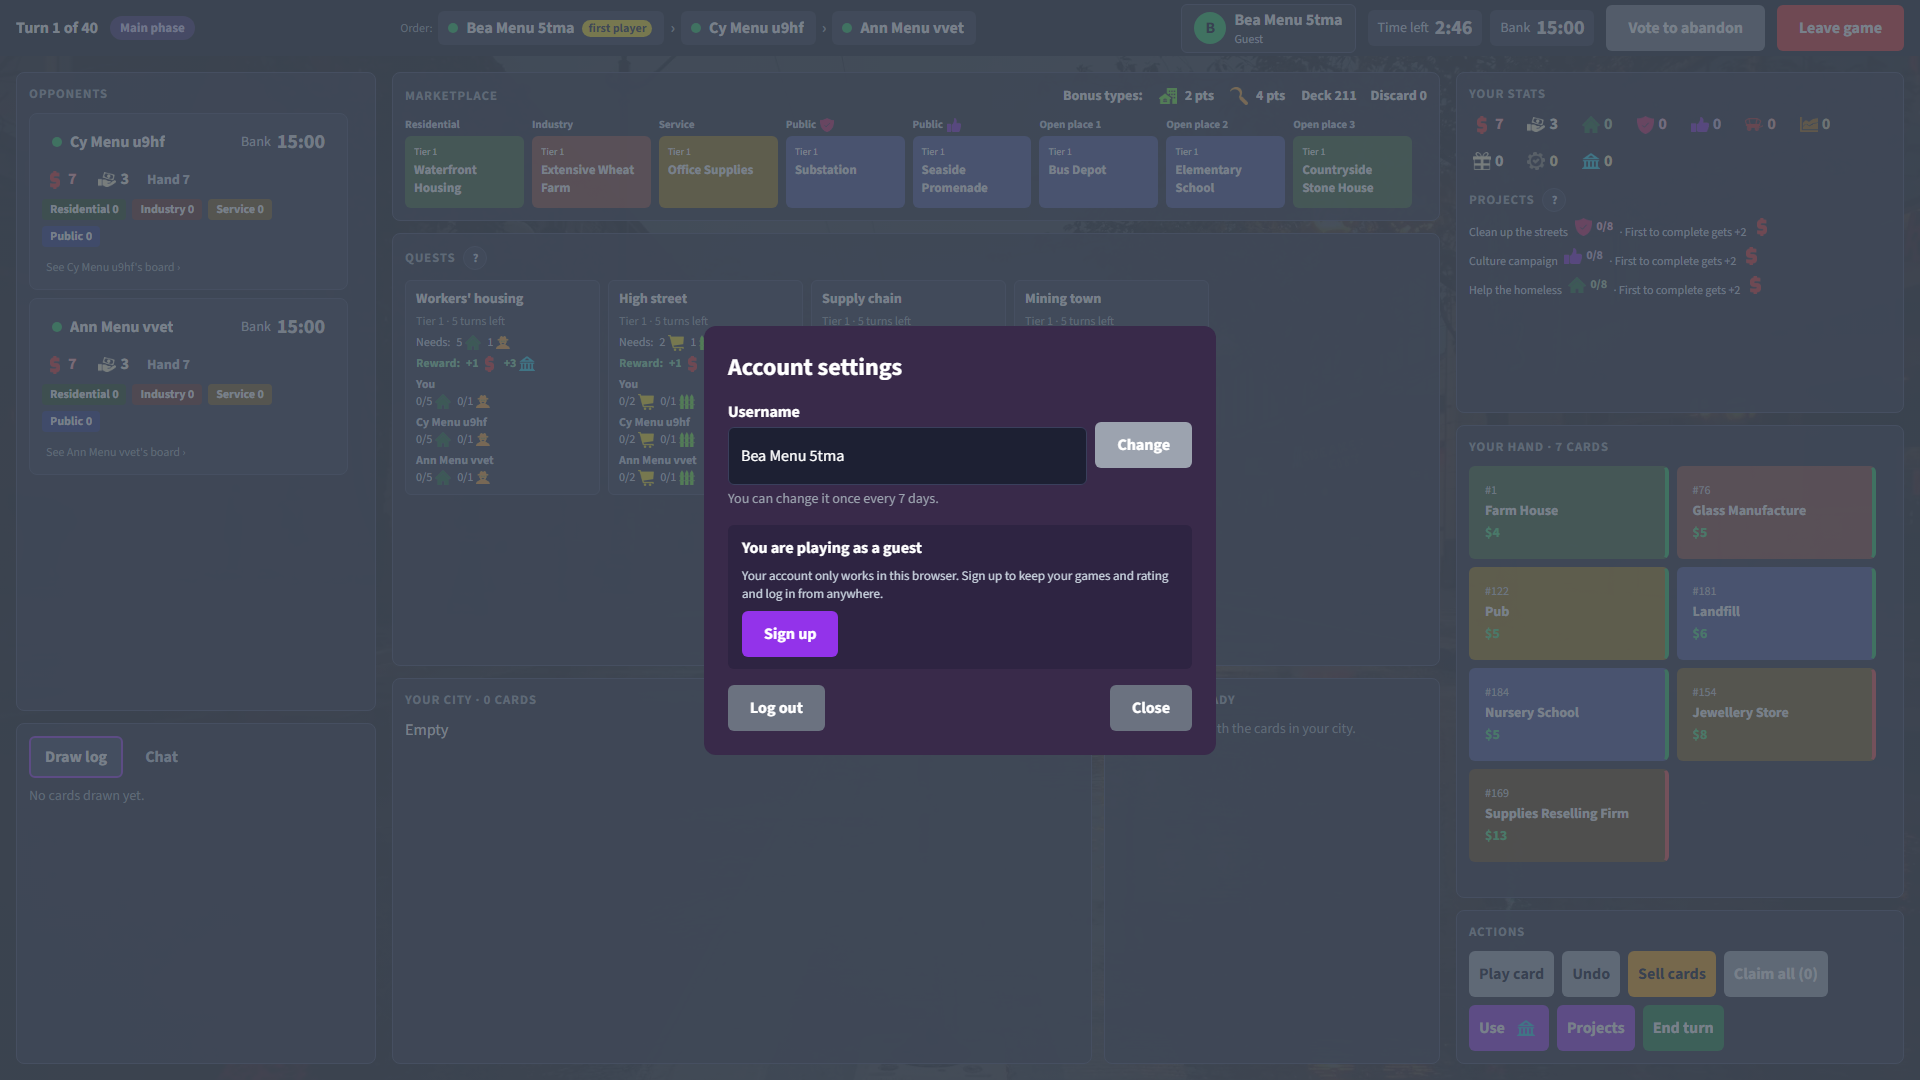 Turn 1 of 40
Main phase
Order:
Bea Menu 5tma
first player
›
Cy Menu u9hf
›
Ann Menu vvet
B
Bea Menu 5tma
Guest
Time left 2:46
Bank 15:00
Vote to abandon
Leave game
OPPONENTS
Cy Menu u9hf
Bank 15:00
7
3
Hand 7
Residential 0
Industry 0
Service 0
Public 0
See Cy Menu u9hf's board ›
Ann Menu vvet
Bank 15:00
7
3
Hand 7
Residential 0
Industry 0
Service 0
Public 0
See Ann Menu vvet's board ›
Draw log
Chat
No cards drawn yet.
MARKETPLACE
Bonus types:
2 pts
4 pts
Deck 211
Discard 0
Residential
Tier 1
Waterfront
Housing
Industry
Tier 1
Extensive Wheat
Farm
Service
Tier 1
Office Supplies
Public
Tier 1
Substation
Public
Tier 1
Seaside
Promenade
Open place 1
Tier 1
Bus Depot
Open place 2
Tier 1
Elementary
School
Open place 3
Tier 1
Countryside
Stone House
QUESTS
?
Workers' housing
Tier 1 · 5 turns left
Needs: 5 1
Reward: +1 +3
You
0/5 0/1
Cy Menu u9hf
0/5 0/1
Ann Menu vvet
0/5 0/1
High street
Tier 1 · 5 turns left
Needs: 2 1
Reward: +1
You
0/2 0/1
Cy Menu u9hf
0/2 0/1
Ann Menu vvet
0/2 0/1
Supply chain
Tier 1 · 5 turns left
Mining town
Tier 1 · 5 turns left
Account settings
Username
Bea Menu 5tma
Change
You can change it once every 7 days.
You are playing as a guest
Your account only works in this browser. Sign up to keep your games and rating
and log in from anywhere.
Sign up
Log out
Close
YOUR CITY · 0 CARDS
Empty
ADY
th the cards in your city.
YOUR STATS
7
3
0
0
0
0
0
0
0
0
PROJECTS
?
Clean up the streets 0/8 · First to complete gets +2
Culture campaign 0/8 · First to complete gets +2
Help the homeless 0/8 · First to complete gets +2
YOUR HAND · 7 CARDS
#1
Farm House
$4
#76
Glass Manufacture
$5
#122
Pub
$5
#181
Landfill
$6
#184
Nursery School
$5
#154
Jewellery Store
$8
#169
Supplies Reselling Firm
$13
ACTIONS
Play card
Undo
Sell cards
Claim all (0)
Use
Projects
End turn